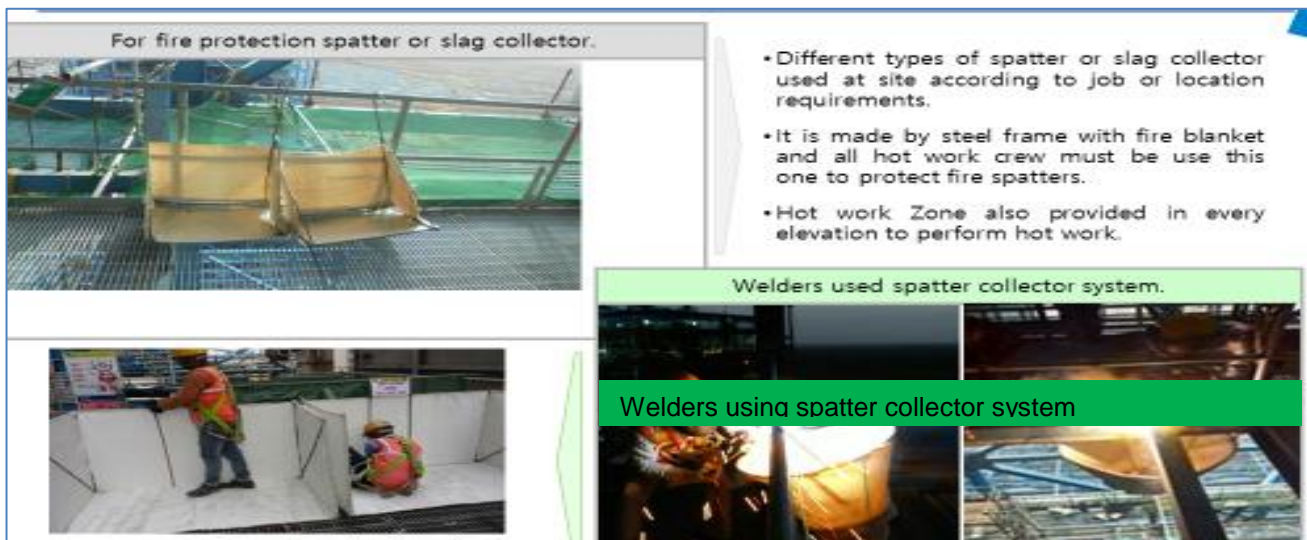 For fire protection spatter or slag collector.
• Different types of spatter or slag collector
used at site according to job or location
requirements.
• It is made by steel frame with fire blanket
and all hot work crew must be use this
one to protect fire spatters.
• Hot work Zone also provided in every
elevation to perform hot work.
Welders used spatter collector system.
Welders using spatter collector system